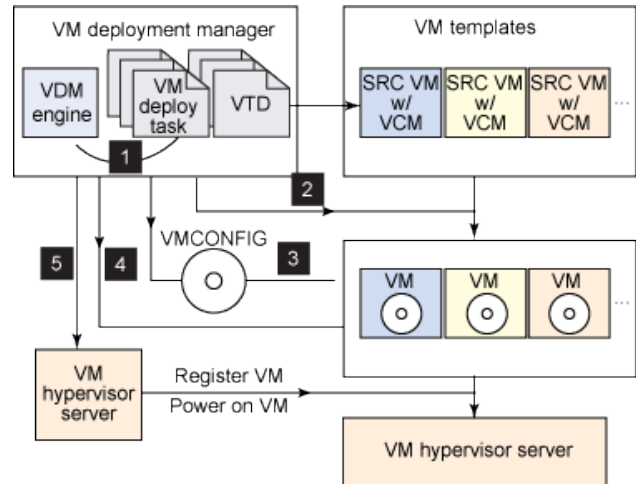 VM deployment manager
VDM
engine
VM
deploy
task
VTD
1
VM templates
SRC VM
w/
VCM
SRC VM
w/
VCM
SRC VM
w/
VCM
...
2
VMCONFIG
3
4
5
VM
VM
VM
...
VM
hypervisor
server
Register VM
Power on VM
VM hypervisor server